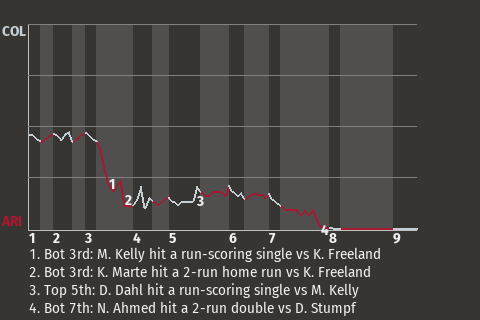 COL
1
2
3
4
ARI
1 2 3 4 5 6 7 8 9
1. Bot 3rd: M. Kelly hit a run-scoring single vs K. Freeland
2. Bot 3rd: K. Marte hit a 2-run home run vs K. Freeland
3. Top 5th: D. Dahl hit a run-scoring single vs M. Kelly
4. Bot 7th: N. Ahmed hit a 2-run double vs D. Stumpf